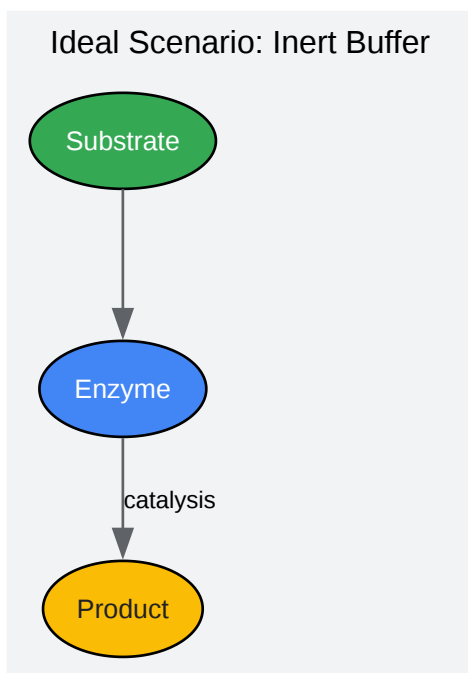 Ideal Scenario: Inert Buffer
Substrate
Enzyme
catalysis
Product